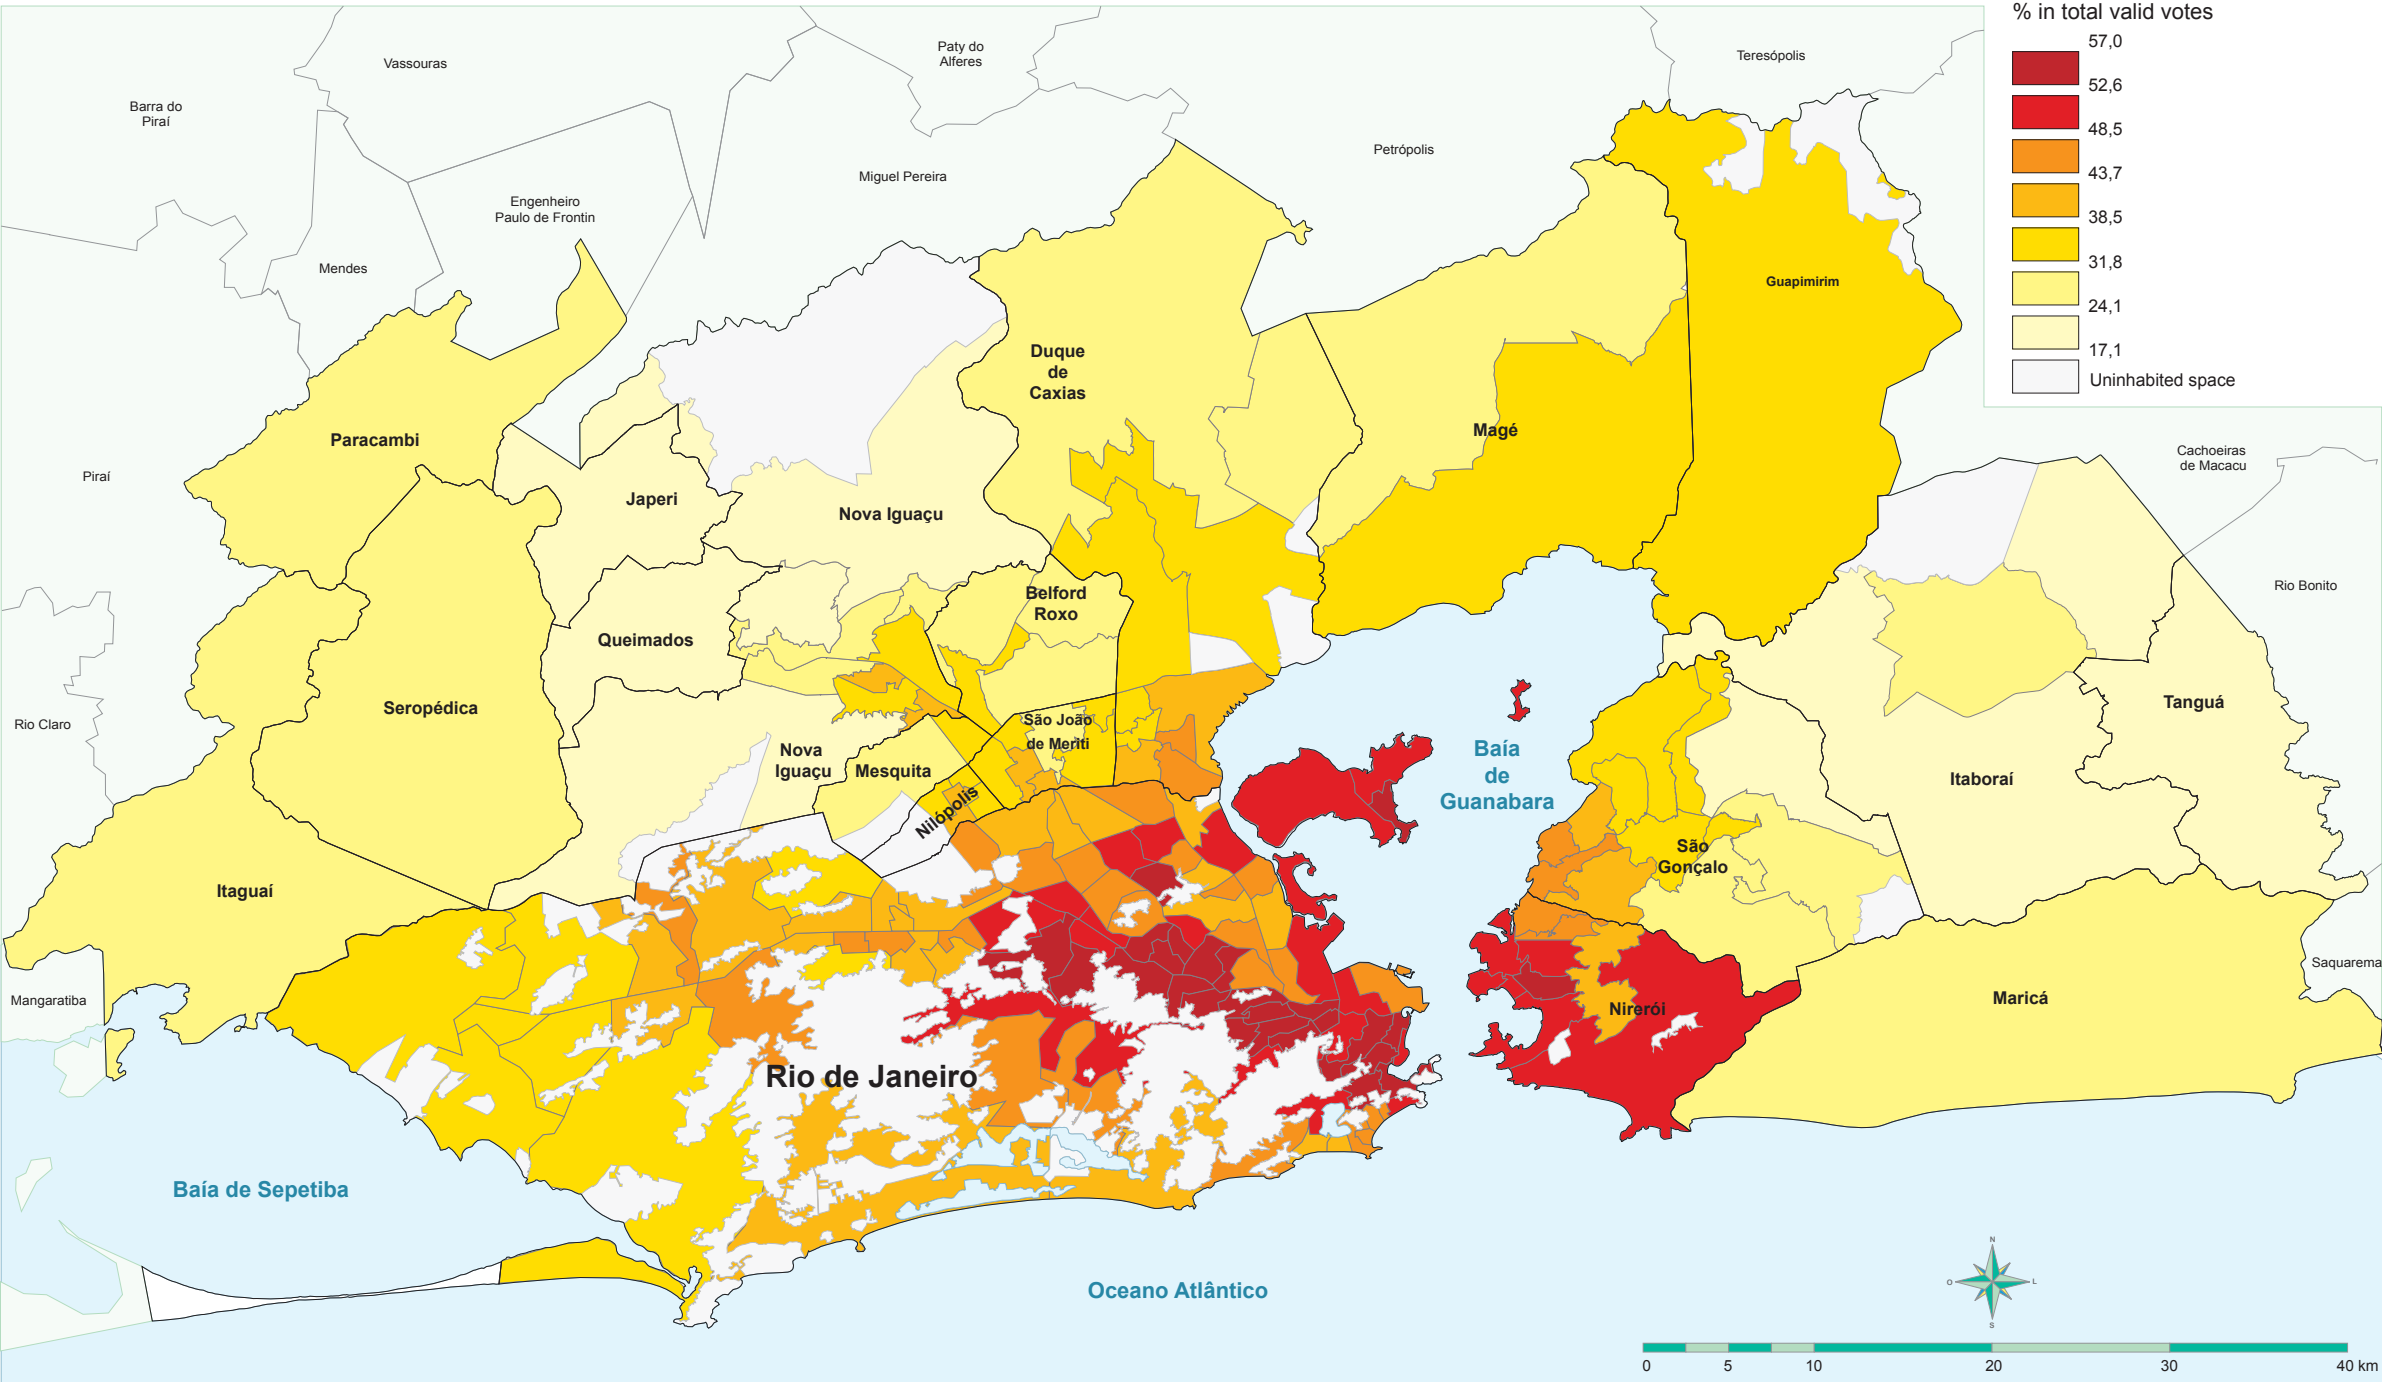 % in total valid votes
57,0
52,6
48,5
43,7
38,5
31,8
24,1
17,1
Uninhabited space
Vassouras
Paty do
Alferes
Teresópolis
Barra do
Piraí
Petrópolis
Miguel Pereira
Engenheiro
Paulo de Frontin
Mendes
Guapimirim
Duque
de
Caxias
Paracambi
Magé
Cachoeiras
de Macacu
Piraí
Japeri
Nova Iguaçu
Rio Bonito
Belford
Roxo
Queimados
Seropédica
Tanguá
Rio Claro
São João
de Meriti
Nova
Iguaçu
Mesquita
Baía
de
Guanabara
Itaboraí
Nilópolis
São
Gonçalo
Itaguaí
Saquarema
Mangaratiba
Maricá
Nirerói
Rio de Janeiro
Baía de Sepetiba
Oceano Atlântico
N
O
L
S
0 5 10 20 30 40 km